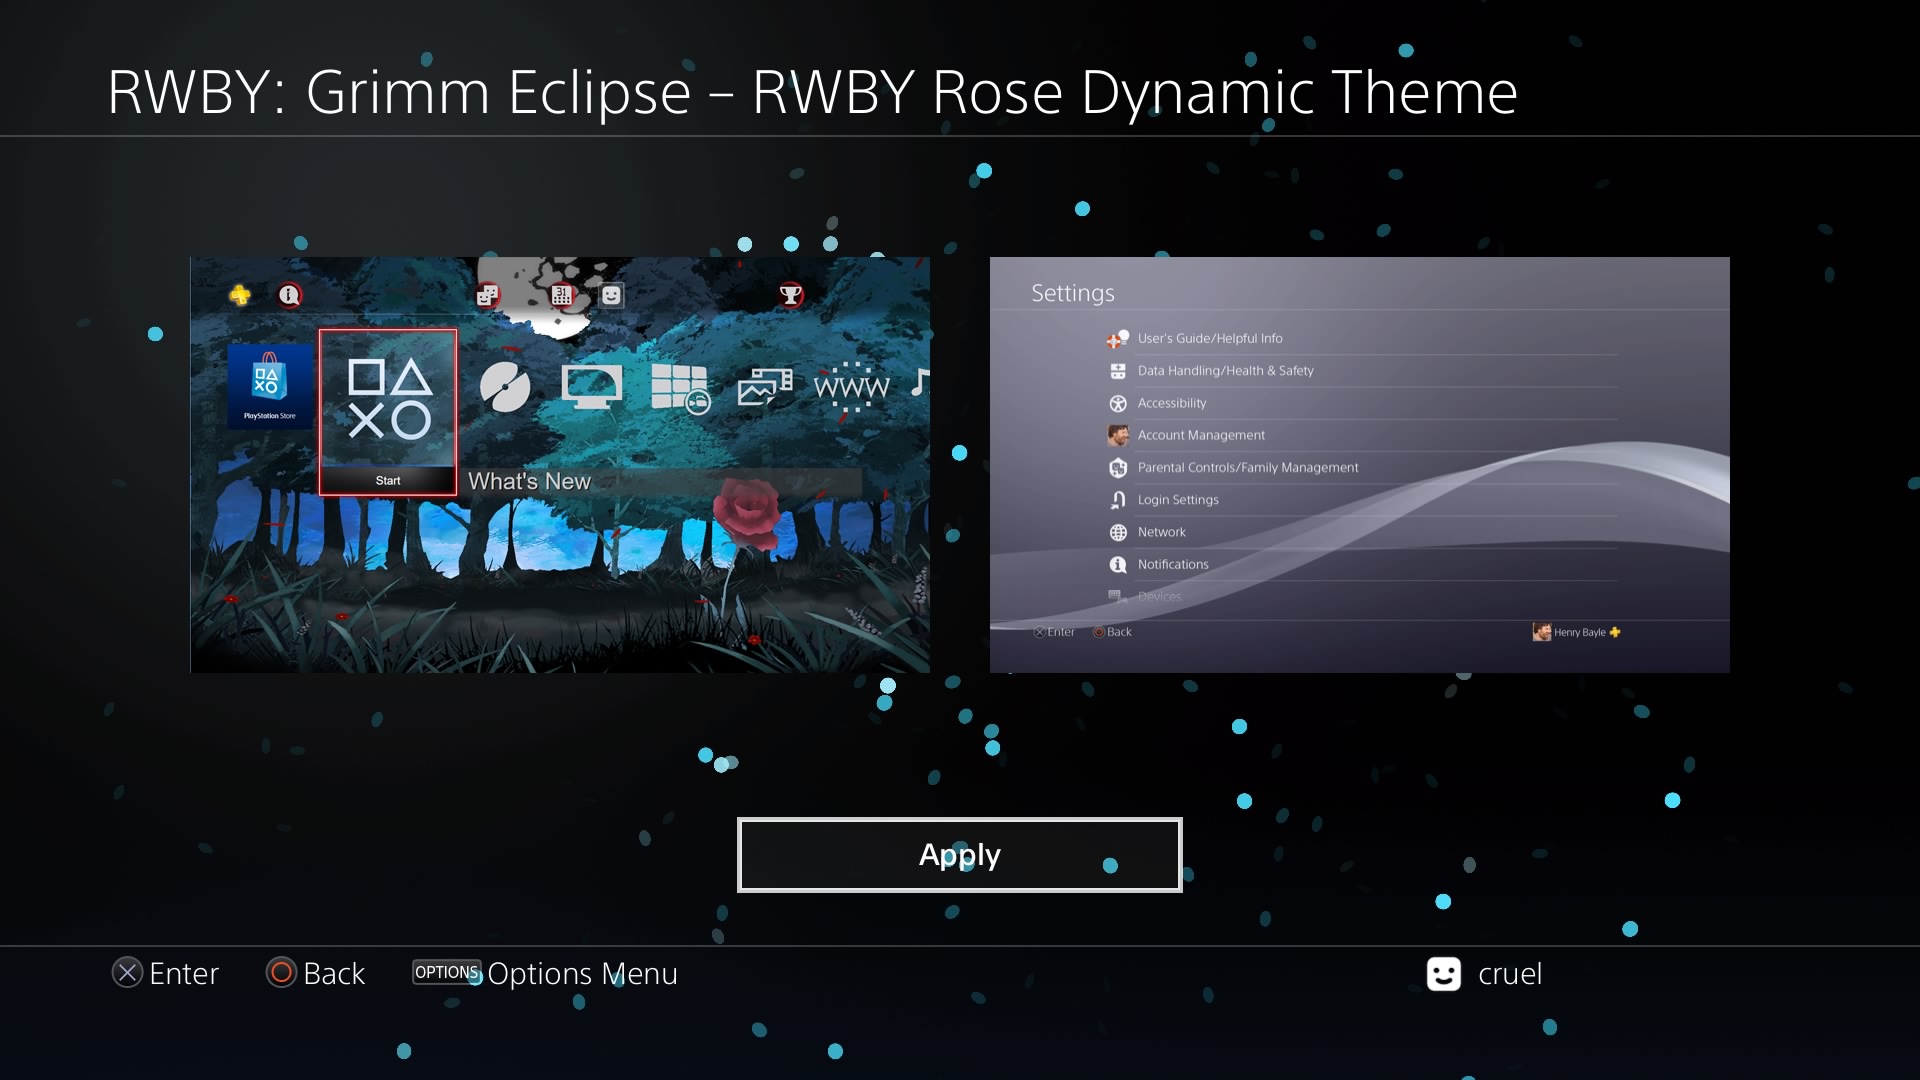 RWBY: Grimm Eclipse – RWBY Rose Dynamic Theme
31
PlayStation Store
Start
What's New
WWW
Settings
User's Guide/Helpful Info
Data Handling/Health & Safety
Accessibility
Account Management
Parental Controls/Family Management
Login Settings
Network
Notifications
Devices
Enter Back
Henry Bayle
Apply
Enter Back OPTIONS Options Menu
cruel